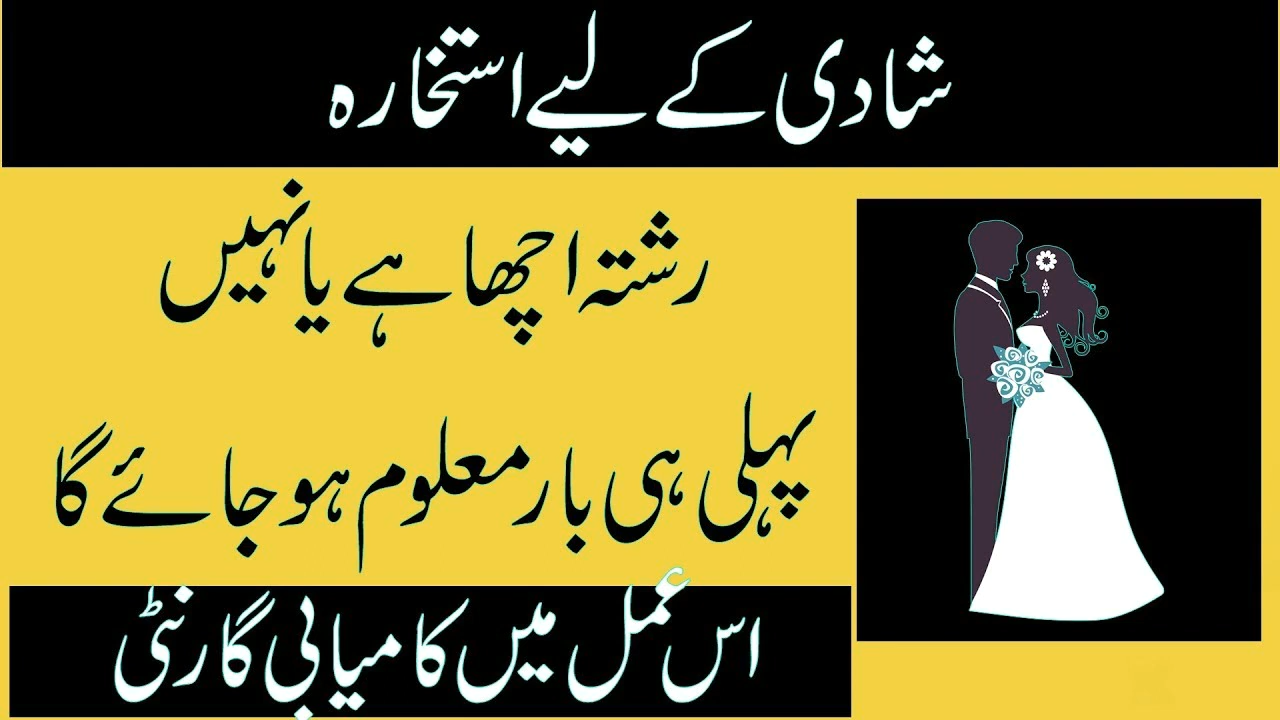 شادی کے لیے استخارہ
رشتہ اچھا ہے یا نہیں
پہلی ہی بار معلوم ہو جائے گا
اس عمل میں کامیابی گارنٹی